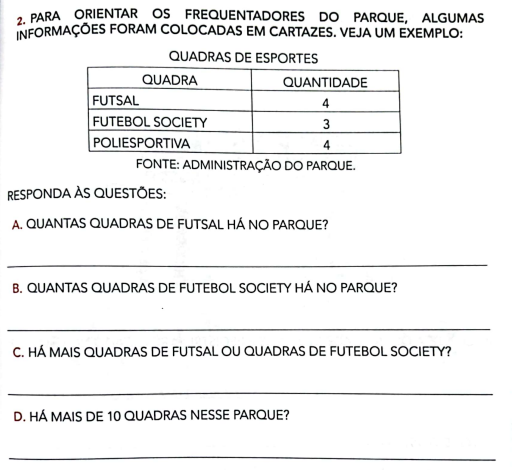 2. PARA ORIENTAR OS FREQUENTADORES DO PARQUE, ALGUMAS
INFORMAÇÕES FORAM COLOCADAS EM CARTAZES. VEJA UM EXEMPLO:
QUADRAS DE ESPORTES
QUADRA QUANTIDADE
FUTSAL 4
FUTEBOL SOCIETY 3
POLIESPORTIVA 4
FONTE: ADMINISTRAÇÃO DO PARQUE.
RESPONDA ÀS QUESTÕES:
A. QUANTAS QUADRAS DE FUTSAL HÁ NO PARQUE?
B. QUANTAS QUADRAS DE FUTEBOL SOCIETY HÁ NO PARQUE?
C. HÁ MAIS QUADRAS DE FUTSAL OU QUADRAS DE FUTEBOL SOCIETY?
D. HÁ MAIS DE 10 QUADRAS NESSE PARQUE?